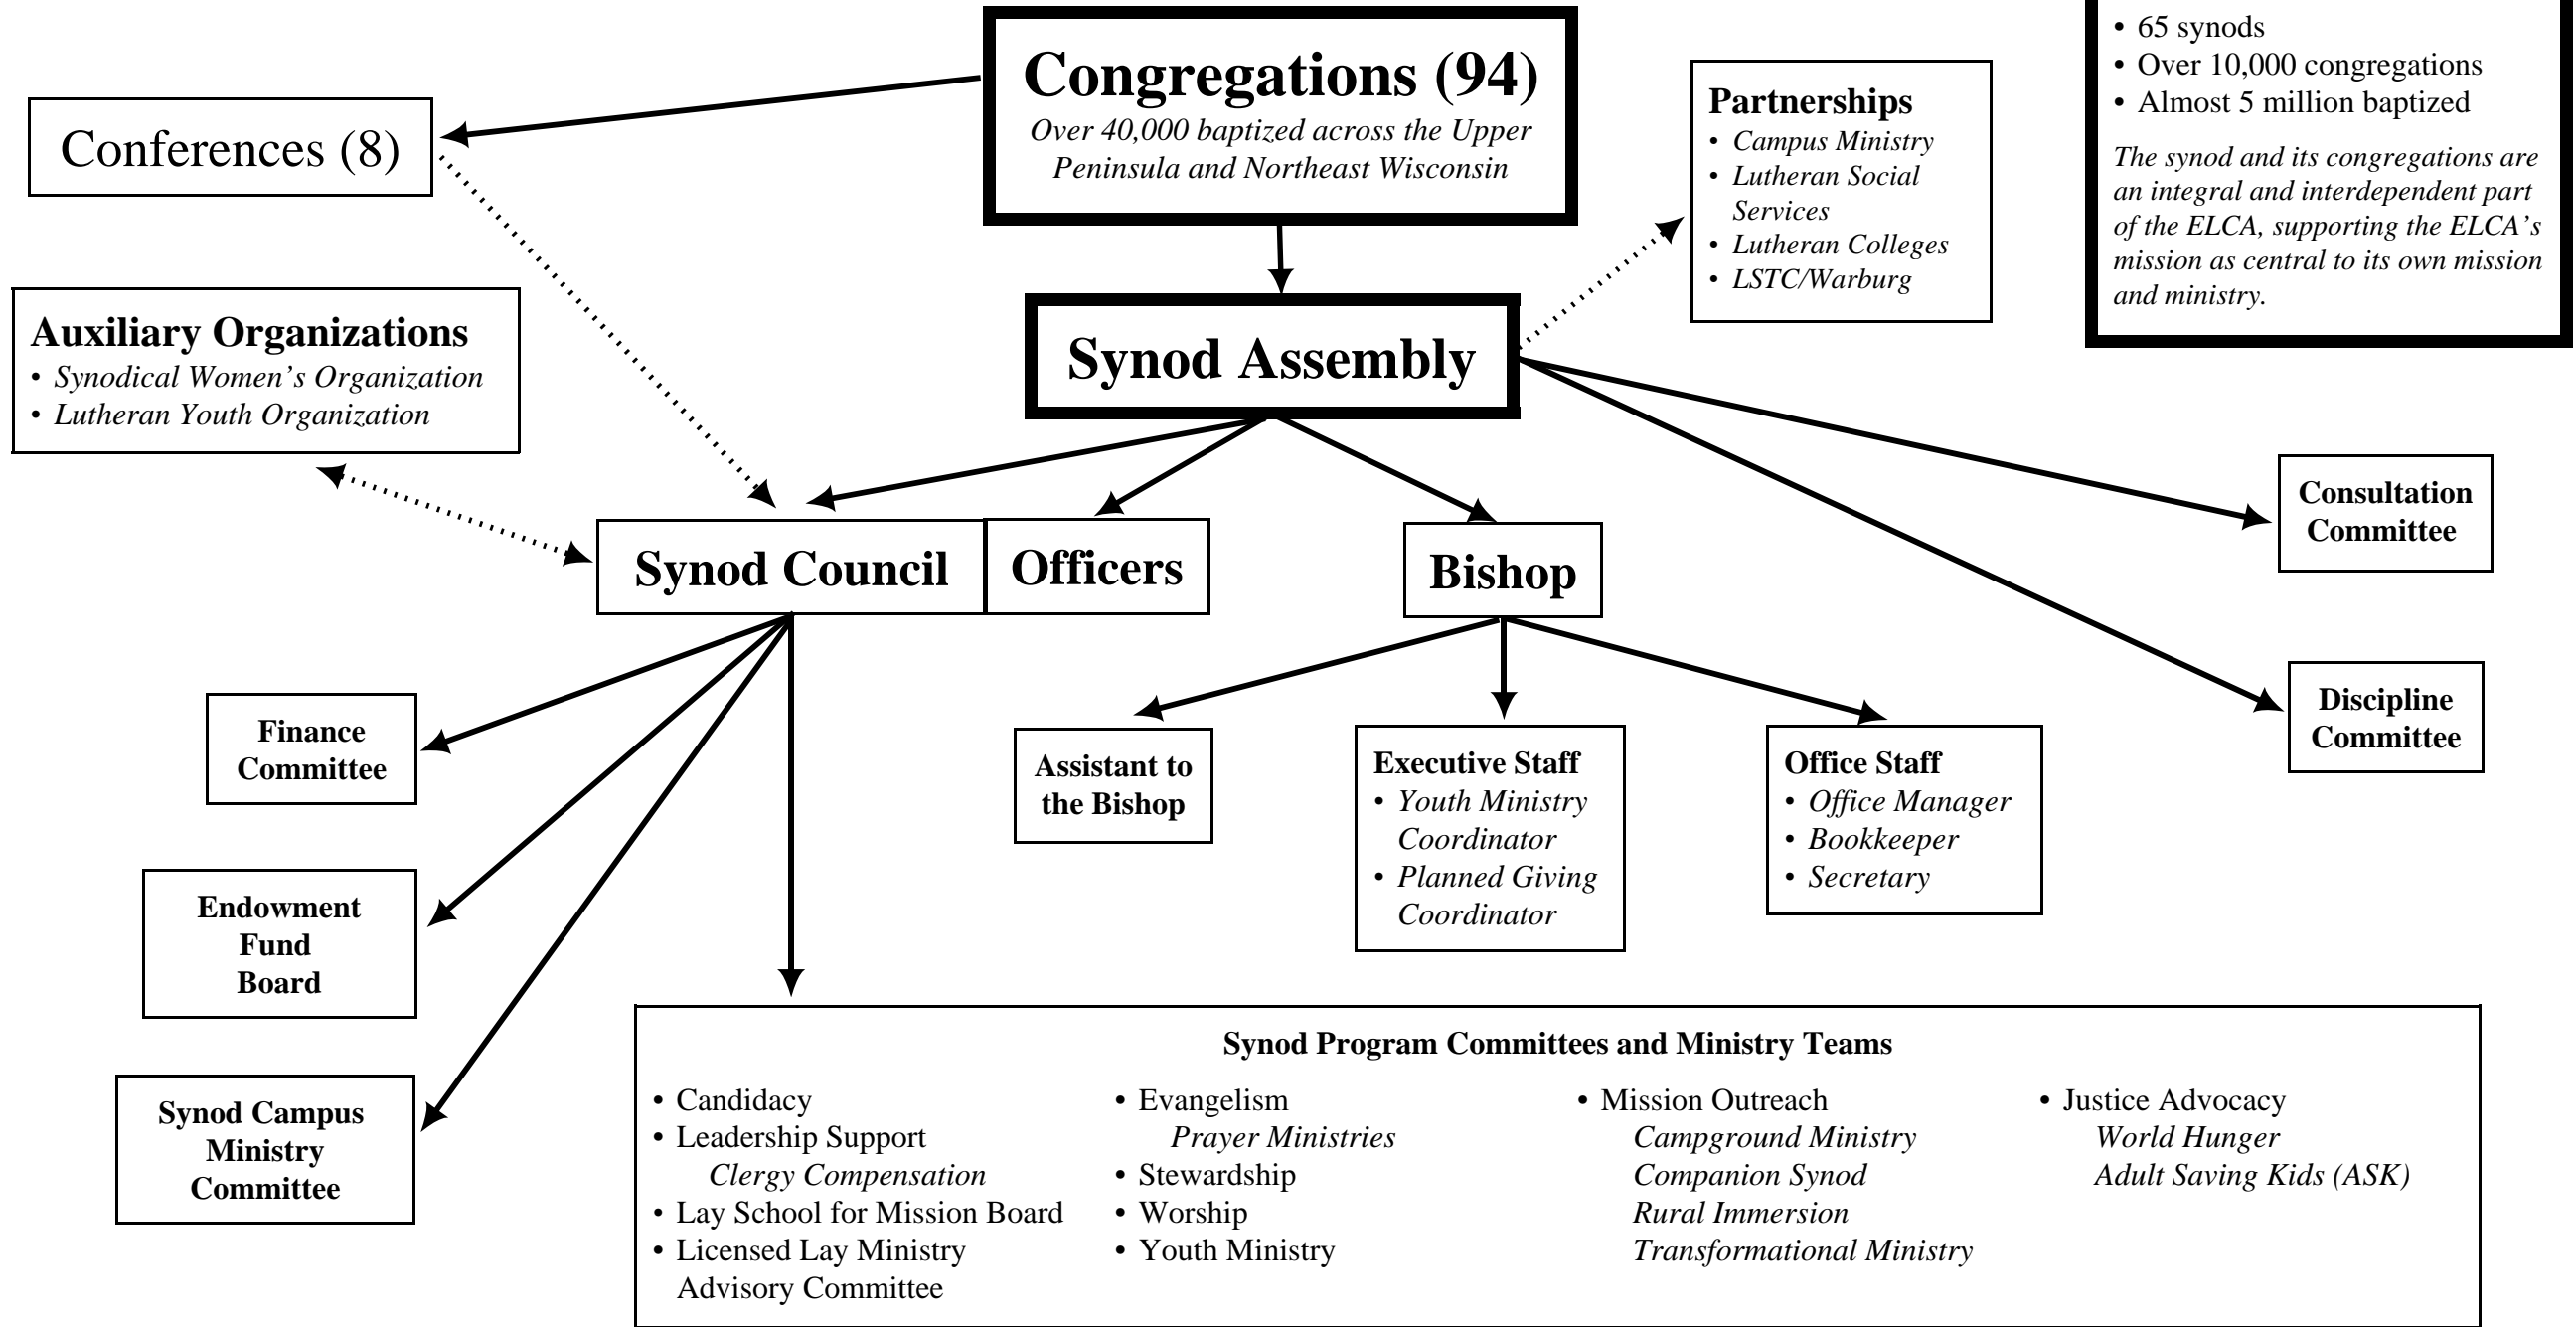 Congregations (94)
Over 40,000 baptized across the Upper
Peninsula and Northeast Wisconsin
Conferences (8)
Partnerships
• Campus Ministry
• Lutheran Social
Services
• Lutheran Colleges
• LSTC/Warburg
• 65 synods
• Over 10,000 congregations
• Almost 5 million baptized
The synod and its congregations are
an integral and interdependent part
of the ELCA, supporting the ELCA's
mission as central to its own mission
and ministry.
Auxiliary Organizations
• Synodical Women's Organization
• Lutheran Youth Organization
Synod Assembly
Synod Council
Officers
Bishop
Consultation
Committee
Discipline
Committee
Finance
Committee
Endowment
Fund
Board
Synod Campus
Ministry
Committee
Assistant to
the Bishop
Executive Staff
• Youth Ministry
Coordinator
• Planned Giving
Coordinator
Office Staff
• Office Manager
• Bookkeeper
• Secretary
Synod Program Committees and Ministry Teams
• Candidacy
• Leadership Support
Clergy Compensation
• Lay School for Mission Board
• Licensed Lay Ministry
Advisory Committee
• Evangelism
Prayer Ministries
• Stewardship
• Worship
• Youth Ministry
• Mission Outreach
Campground Ministry
Companion Synod
Rural Immersion
Transformational Ministry
• Justice Advocacy
World Hunger
Adult Saving Kids (ASK)